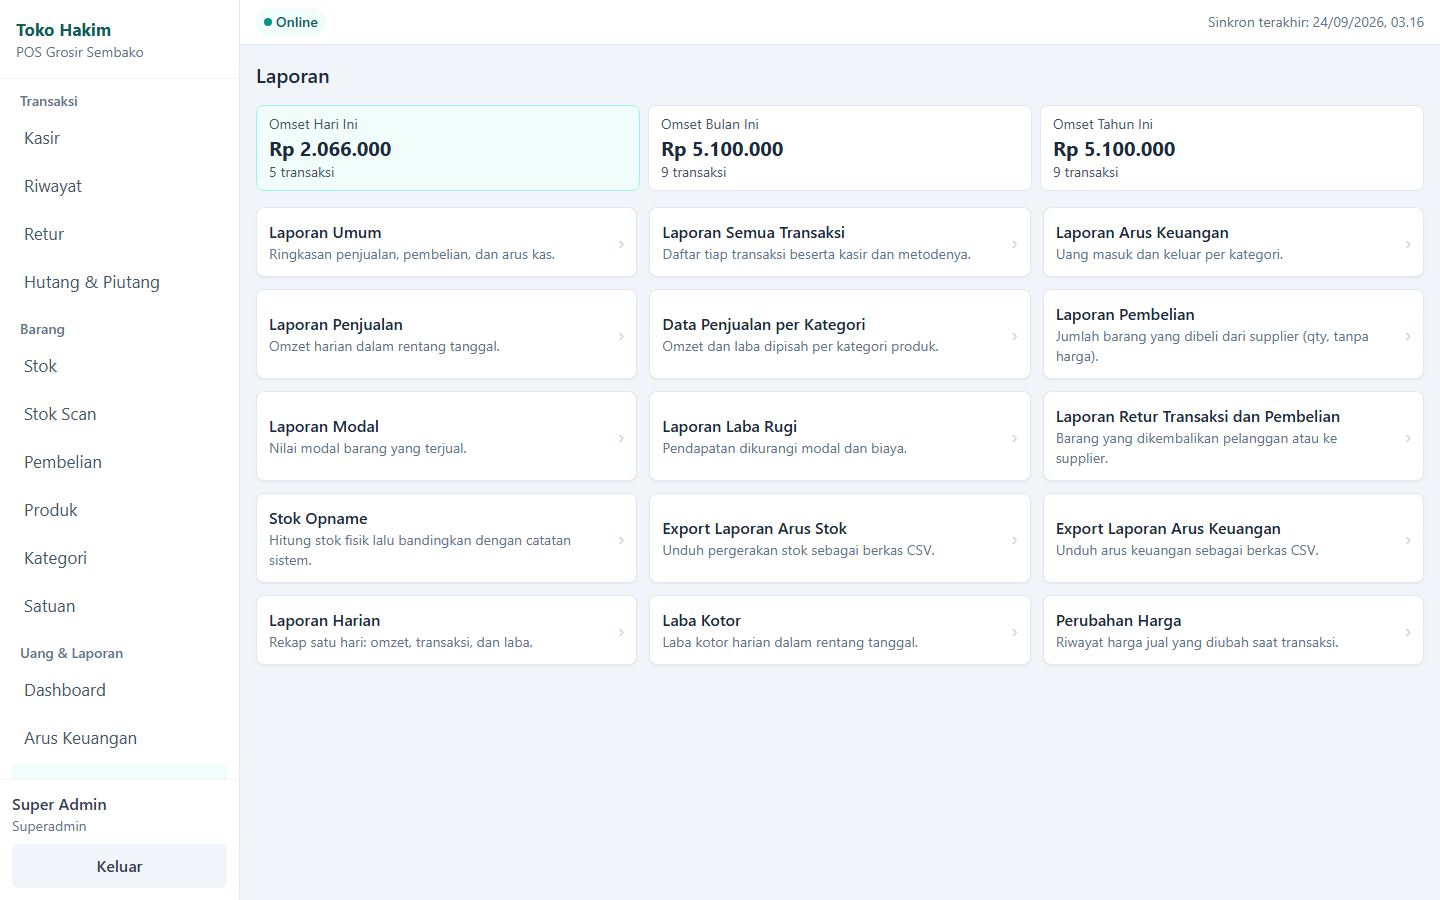 Toko Hakim
POS Grosir Sembako
Transaksi
Kasir
Riwayat
Retur
Hutang & Piutang
Barang
Stok
Stok Scan
Pembelian
Produk
Kategori
Satuan
Uang & Laporan
Dashboard
Arus Keuangan
Super Admin
Superadmin
Keluar
Online
Sinkron terakhir: 24/09/2026, 03.16
Laporan
Omset Hari Ini
Rp 2.066.000
5 transaksi
Omset Bulan Ini
Rp 5.100.000
9 transaksi
Omset Tahun Ini
Rp 5.100.000
9 transaksi
Laporan Umum
Ringkasan penjualan, pembelian, dan arus kas.
Laporan Semua Transaksi
Daftar tiap transaksi beserta kasir dan metodenya.
Laporan Arus Keuangan
Uang masuk dan keluar per kategori.
Laporan Penjualan
Omzet harian dalam rentang tanggal.
Data Penjualan per Kategori
Omzet dan laba dipisah per kategori produk.
Laporan Pembelian
Jumlah barang yang dibeli dari supplier (qty, tanpa
harga).
Laporan Modal
Nilai modal barang yang terjual.
Laporan Laba Rugi
Pendapatan dikurangi modal dan biaya.
Laporan Retur Transaksi dan Pembelian
Barang yang dikembalikan pelanggan atau ke
supplier.
Stok Opname
Hitung stok fisik lalu bandingkan dengan catatan
sistem.
Export Laporan Arus Stok
Unduh pergerakan stok sebagai berkas CSV.
Export Laporan Arus Keuangan
Unduh arus keuangan sebagai berkas CSV.
Laporan Harian
Rekap satu hari: omzet, transaksi, dan laba.
Laba Kotor
Laba kotor harian dalam rentang tanggal.
Perubahan Harga
Riwayat harga jual yang diubah saat transaksi.